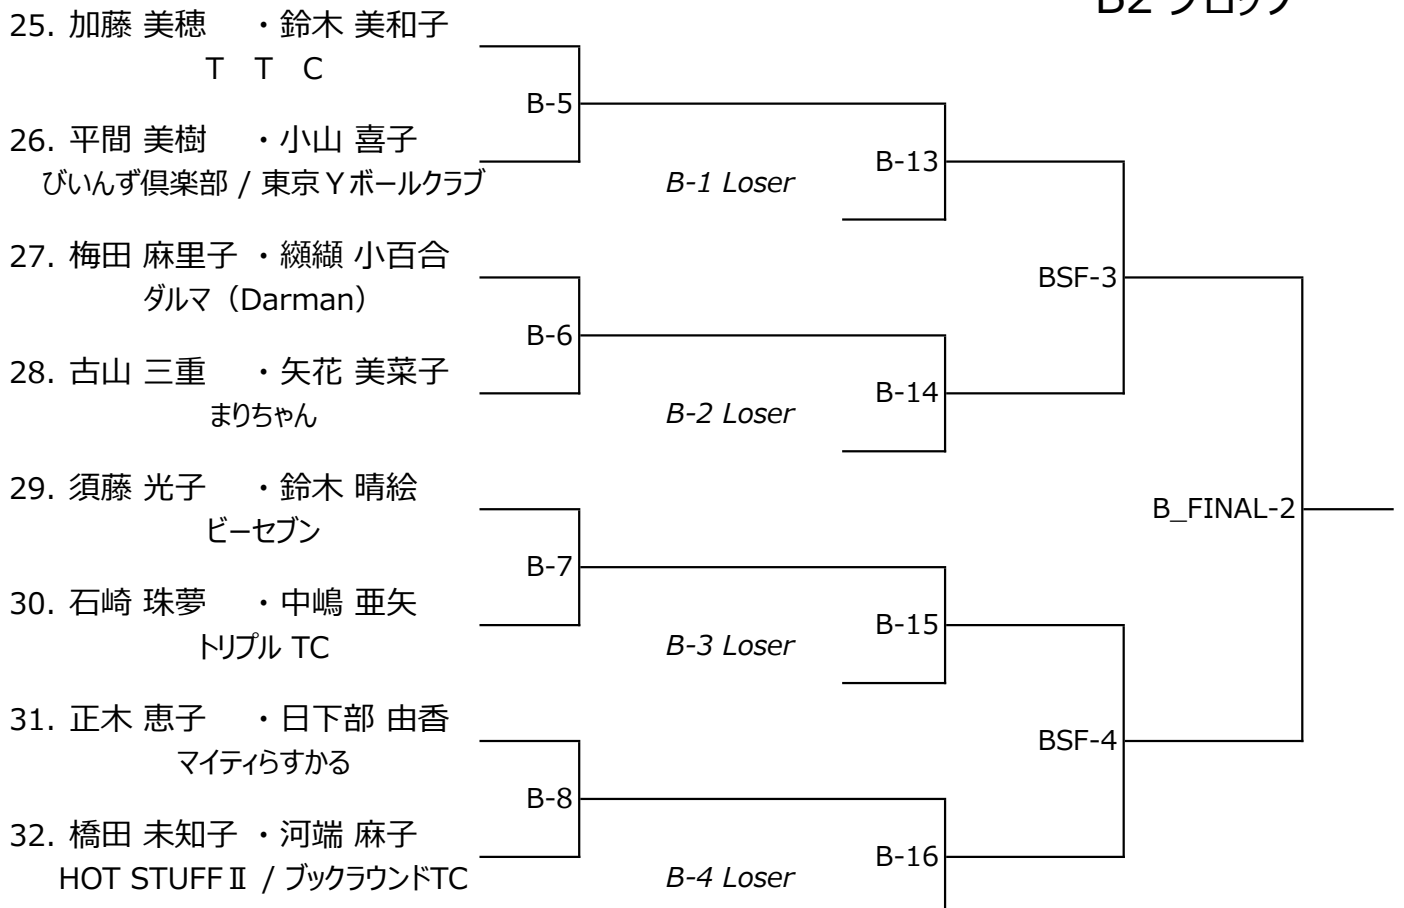 B2 ブロック
25. 加藤 美穂 ・鈴木 美和子
T T C
B-5
26. 平間 美樹 ・小山 喜子
びいんず倶楽部 / 東京Yボールクラブ
B-1 Loser
B-13
27. 梅田 麻里子 ・纐纈 小百合
ダルマ（Darman）
BSF-3
B-6
28. 古山 三重 ・矢花 美菜子
まりちゃん
B-2 Loser
B-14
29. 須藤 光子 ・鈴木 晴絵
ビーセブン
B_FINAL-2
B-7
30. 石崎 珠夢 ・中嶋 亜矢
トリプル TC
B-3 Loser
B-15
31. 正木 恵子 ・日下部 由香
マイティらすかる
BSF-4
B-8
32. 橋田 未知子 ・河端 麻子
HOT STUFFⅡ / ブックラウンドTC
B-4 Loser
B-16